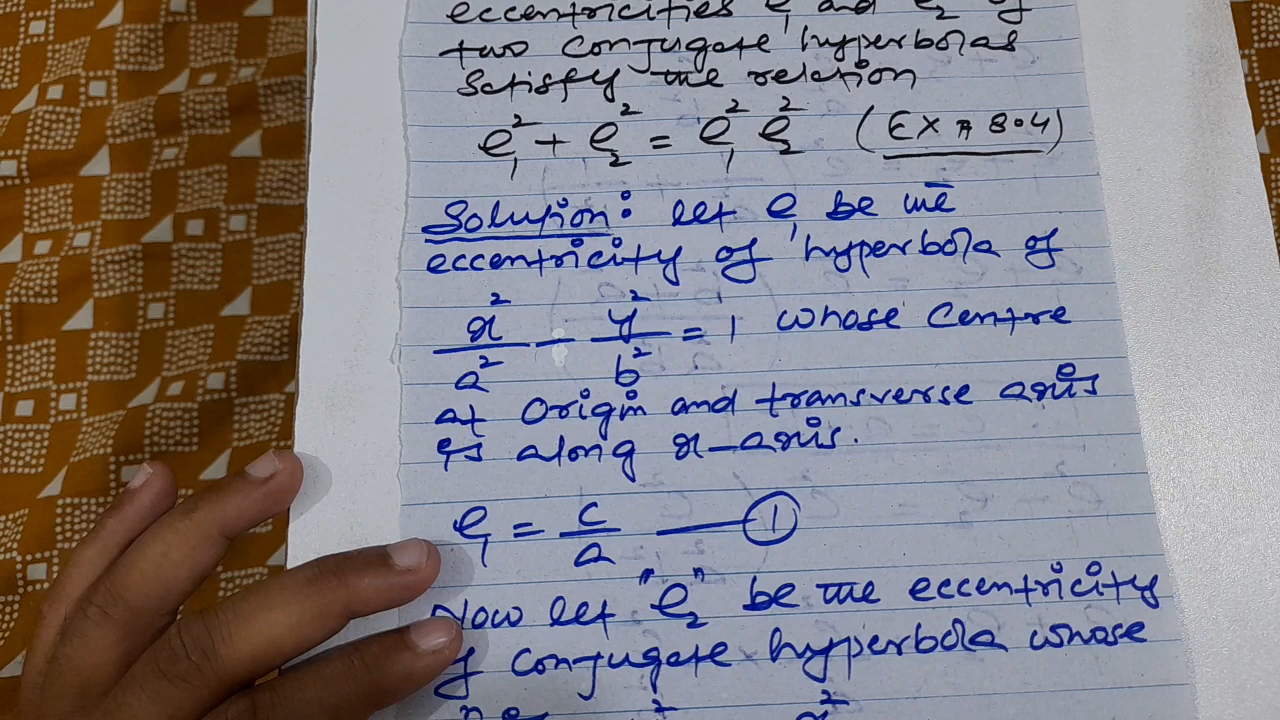 eccentricities e₁ and e₂ of
two conjugate hyperbolas
satisfy the relation
e₁² + e₂² = e₁² e₂² (EX # 8.4)
Solution: let e₁ be the
eccentricity of hyperbola of
x²/a² - y²/b² = 1 whose centre
at origin and transverse axis
is along x-axis.
e₁ = c/a —— ①
Now let "e₂" be the eccentricity
of conjugate hyperbola whose